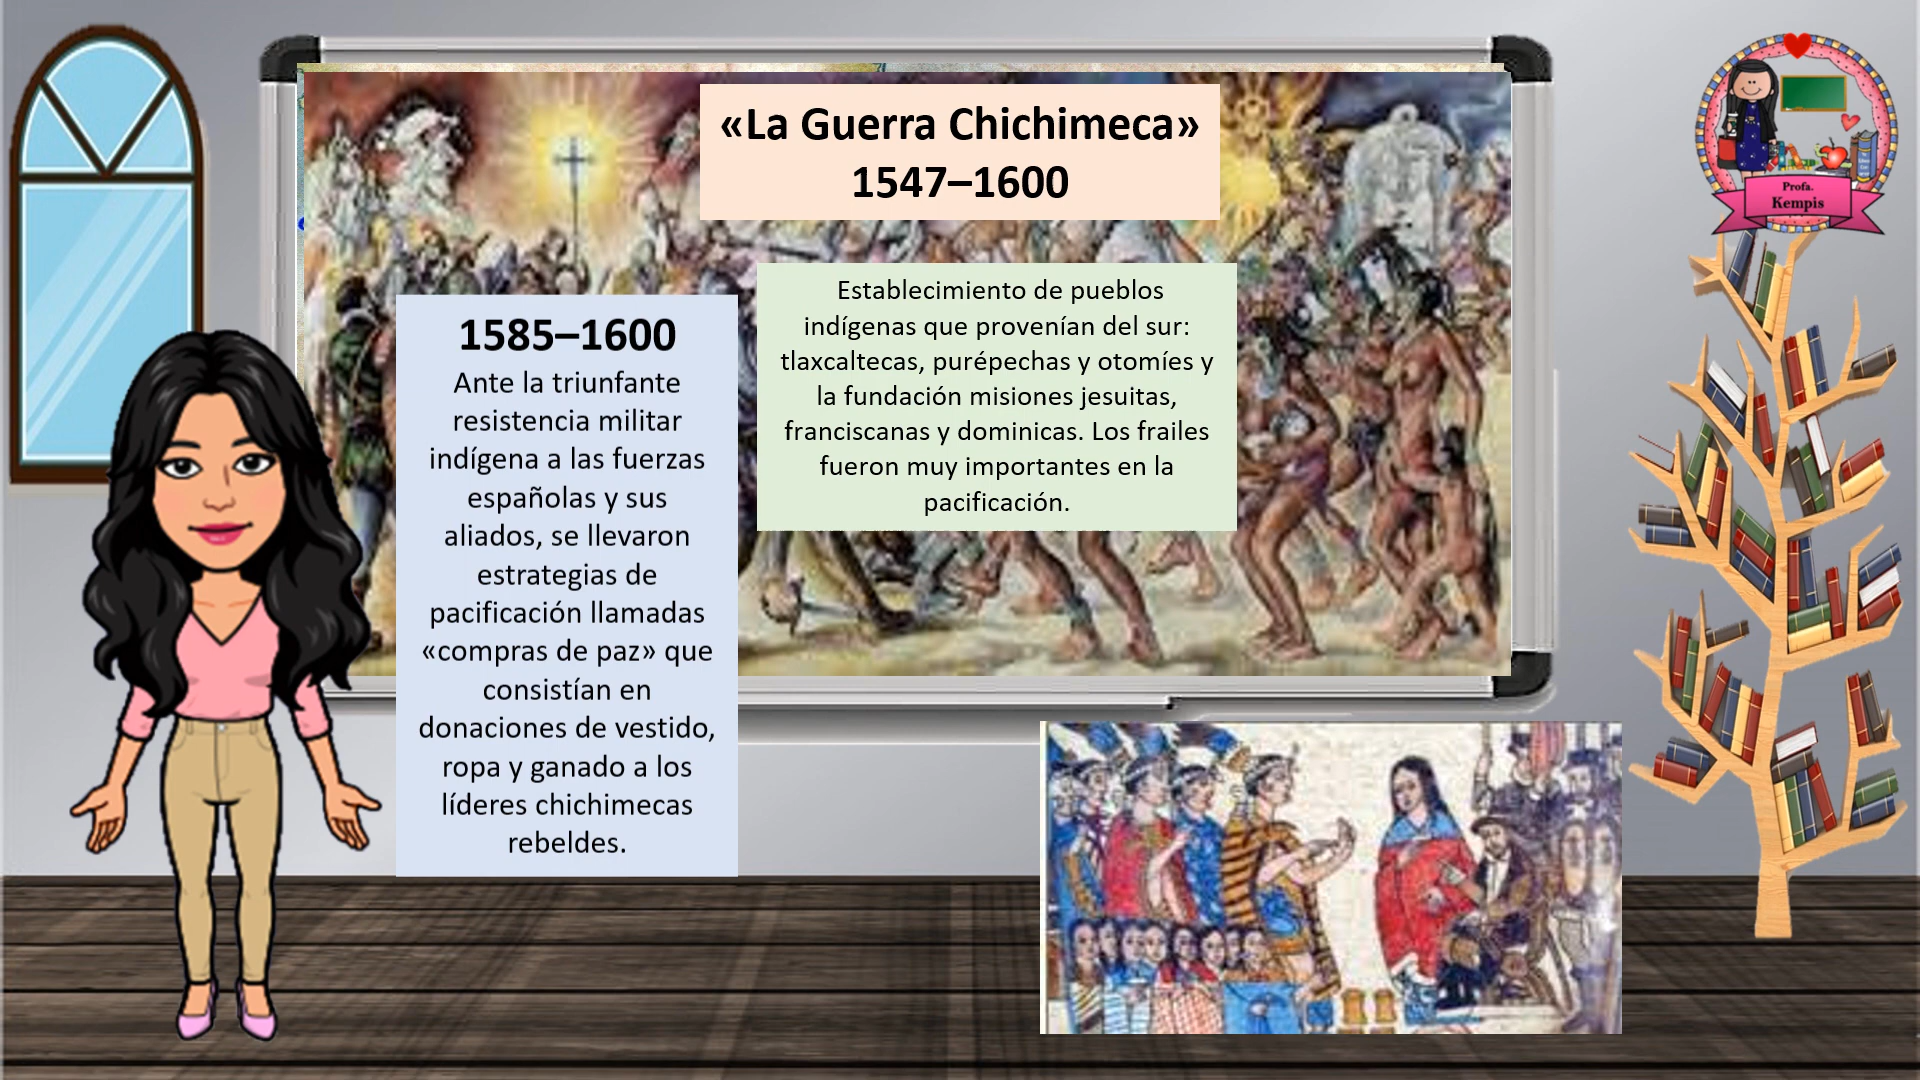 «La Guerra Chichimeca»
1547–1600
1585–1600
Ante la triunfante
resistencia militar
indígena a las fuerzas
españolas y sus
aliados, se llevaron
estrategias de
pacificación llamadas
«compras de paz» que
consistían en
donaciones de vestido,
ropa y ganado a los
líderes chichimecas
rebeldes.
Establecimiento de pueblos
indígenas que provenían del sur:
tlaxcaltecas, purépechas y otomíes y
la fundación misiones jesuitas,
franciscanas y dominicas. Los frailes
fueron muy importantes en la
pacificación.
Profa.
Kempis